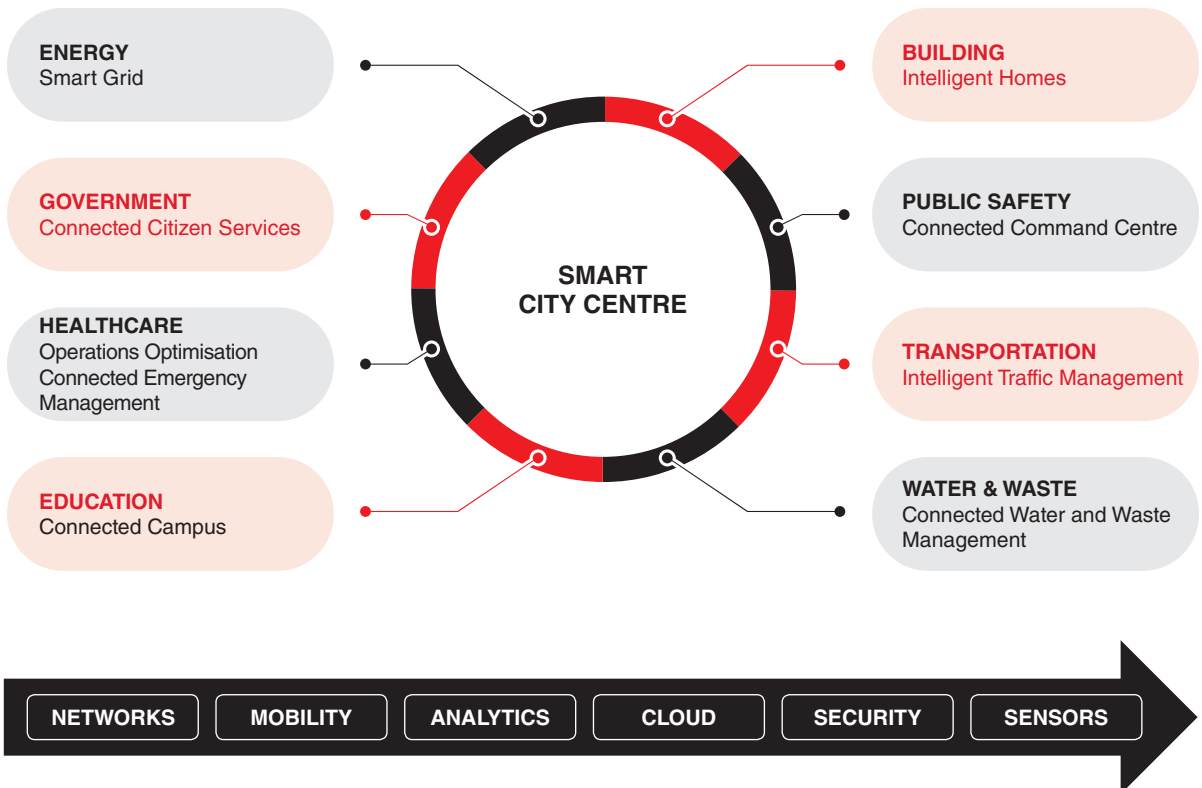 ENERGY
Smart Grid
GOVERNMENT
Connected Citizen Services
HEALTHCARE
Operations Optimisation
Connected Emergency
Management
EDUCATION
Connected Campus
SMART
CITY CENTRE
BUILDING
Intelligent Homes
PUBLIC SAFETY
Connected Command Centre
TRANSPORTATION
Intelligent Traffic Management
WATER & WASTE
Connected Water and Waste
Management
NETWORKS
MOBILITY
ANALYTICS
CLOUD
SECURITY
SENSORS